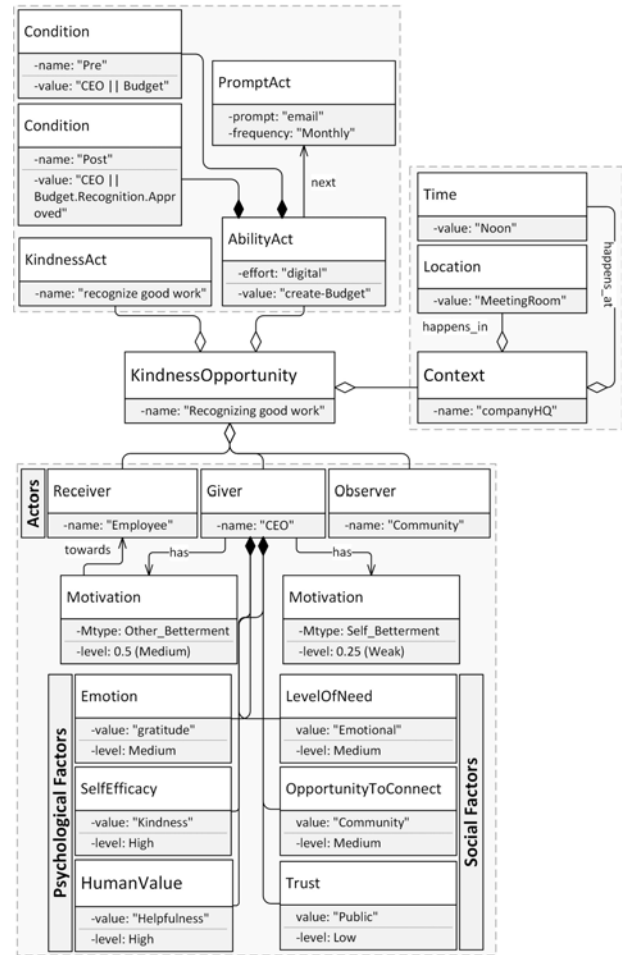 Condition
-name: "Pre"
-value: "CEO || Budget"
Condition
-name: "Post"
-value: "CEO ||
Budget.Recognition.Appr
oved"
PromptAct
-prompt: "email"
-frequency: "Monthly"
next
KindnessAct
-name: "recognize good work"
AbilityAct
-effort: "digital"
-value: "create-Budget"
Time
-value: "Noon"
Location
-value: "MeetingRoom"
happens_at
happens_in
Context
-name: "companyHQ"
KindnessOpportunity
-name: "Recognizing good work"
Actors
Receiver
-name: "Employee"
Giver
-name: "CEO"
Observer
-name: "Community"
towards
has
has
Motivation
-Mtype: Other_Betterment
-level: 0.5 (Medium)
Motivation
-Mtype: Self_Betterment
-level: 0.25 (Weak)
Psychological Factors
Emotion
-value: "gratitude"
-level: Medium
SelfEfficacy
-value: "Kindness"
-level: High
HumanValue
-value: "Helpfulness"
-level: High
LevelOfNeed
value: "Emotional"
-level: Medium
OpportunityToConnect
value: "Community"
-level: Medium
Trust
value: "Public"
-level: Low
Social Factors